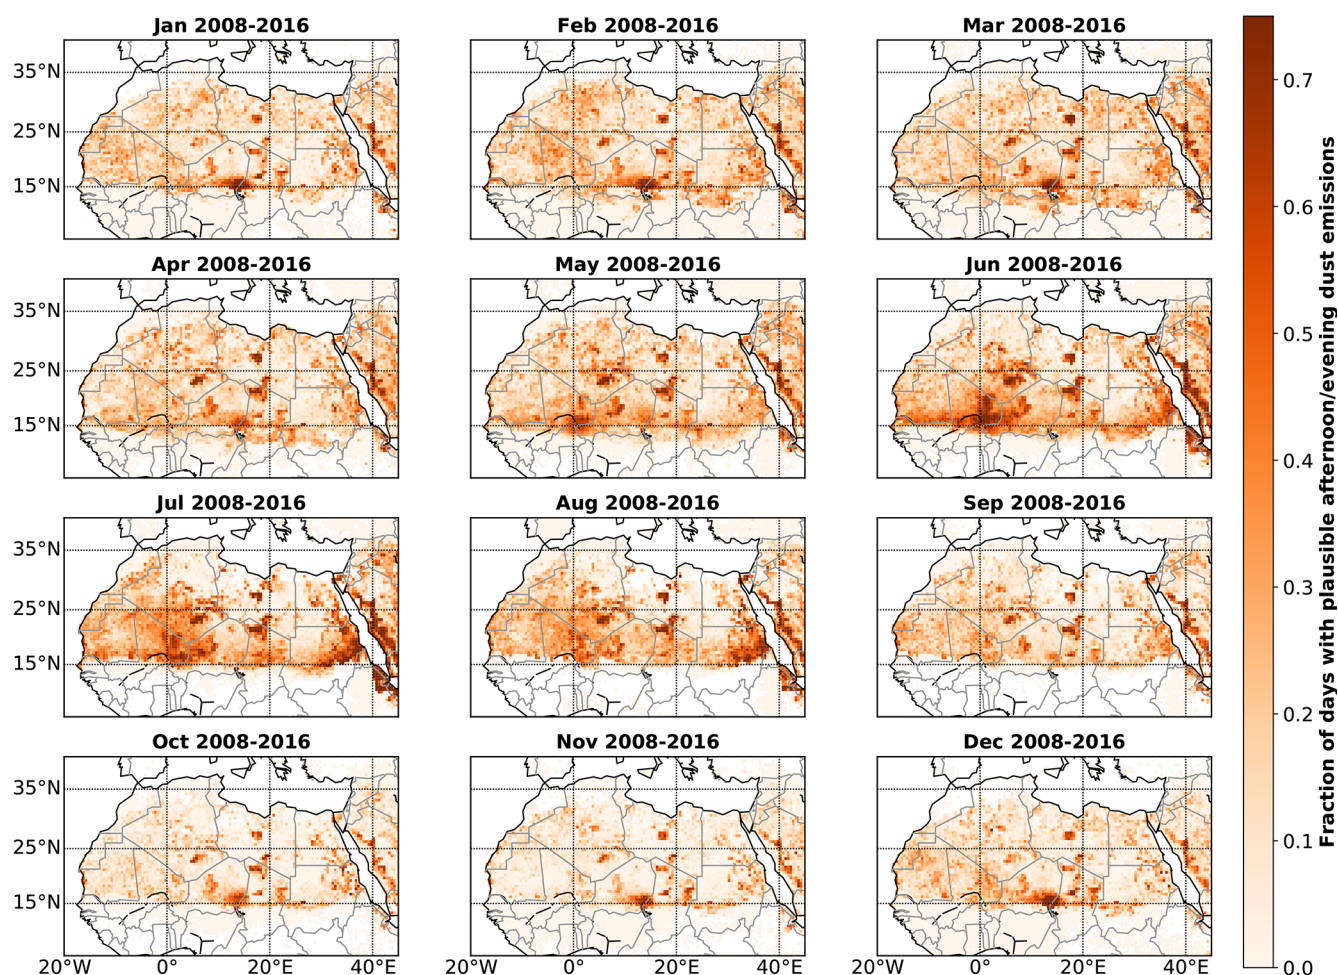 Jan 2008-2016
Feb 2008-2016
Mar 2008-2016
35°N
25°N
15°N
Apr 2008-2016
May 2008-2016
Jun 2008-2016
35°N
25°N
15°N
Jul 2008-2016
Aug 2008-2016
Sep 2008-2016
35°N
25°N
15°N
Oct 2008-2016
Nov 2008-2016
Dec 2008-2016
35°N
25°N
15°N
20°W
0°
20°E
40°E
20°W
0°
20°E
40°E
20°W
0°
20°E
40°E
0.7
0.6
0.5
0.4
0.3
0.2
0.1
0.0
Fraction of days with plausible afternoon/evening dust emissions